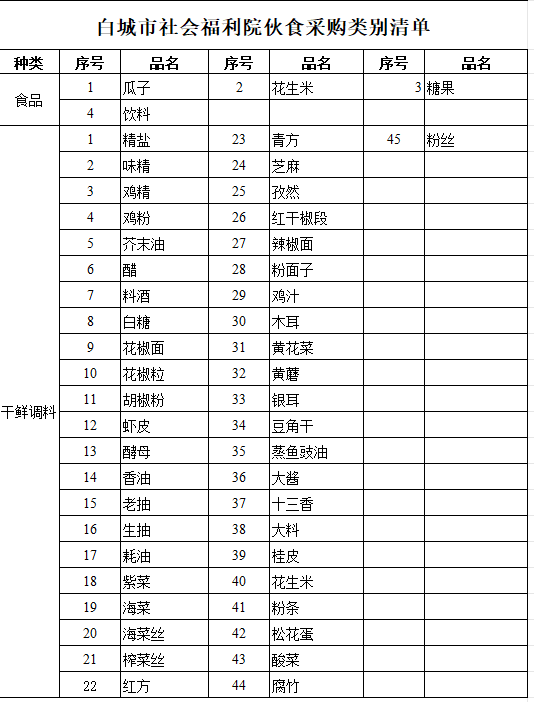 白城市社会福利院伙食采购类别清单
种类 序号 品名 序号 品名 序号 品名
食品 1 瓜子 2 花生米 3 糖果
4 饮料
干鲜调料 1 精盐 23 青方 45 粉丝
2 味精 24 芝麻
3 鸡精 25 孜然
4 鸡粉 26 红干椒段
5 芥末油 27 辣椒面
6 醋 28 粉面子
7 料酒 29 鸡汁
8 白糖 30 木耳
9 花椒面 31 黄花菜
10 花椒粒 32 黄蘑
11 胡椒粉 33 银耳
12 虾皮 34 豆角干
13 酵母 35 蒸鱼豉油
14 香油 36 大酱
15 老抽 37 十三香
16 生抽 38 大料
17 耗油 39 桂皮
18 紫菜 40 花生米
19 海菜 41 粉条
20 海菜丝 42 松花蛋
21 榨菜丝 43 酸菜
22 红方 44 腐竹